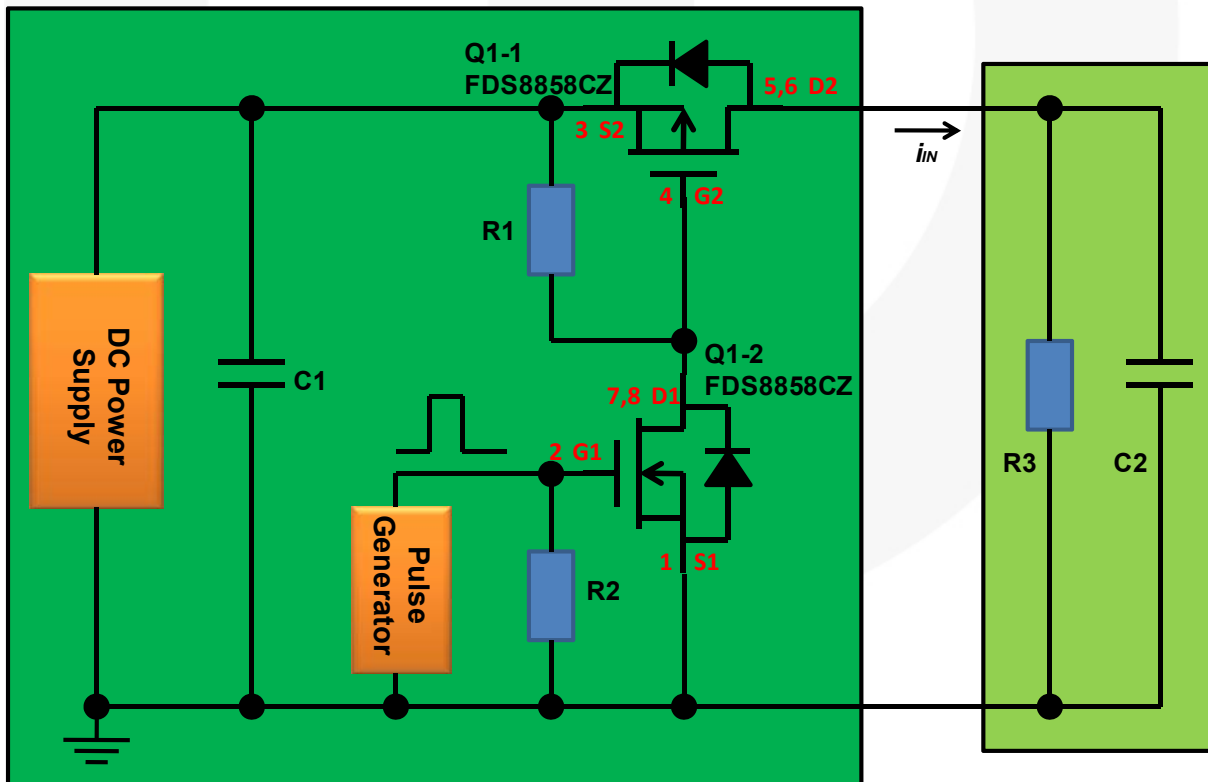 Q1-1
FDS8858CZ
5,6 D2
3 S2
iIN
4 G2
R1
DC Power
Supply
C1
Q1-2
FDS8858CZ
7,8 D1
2 G1
R3
C2
Pulse
Generator
R2
1 S1